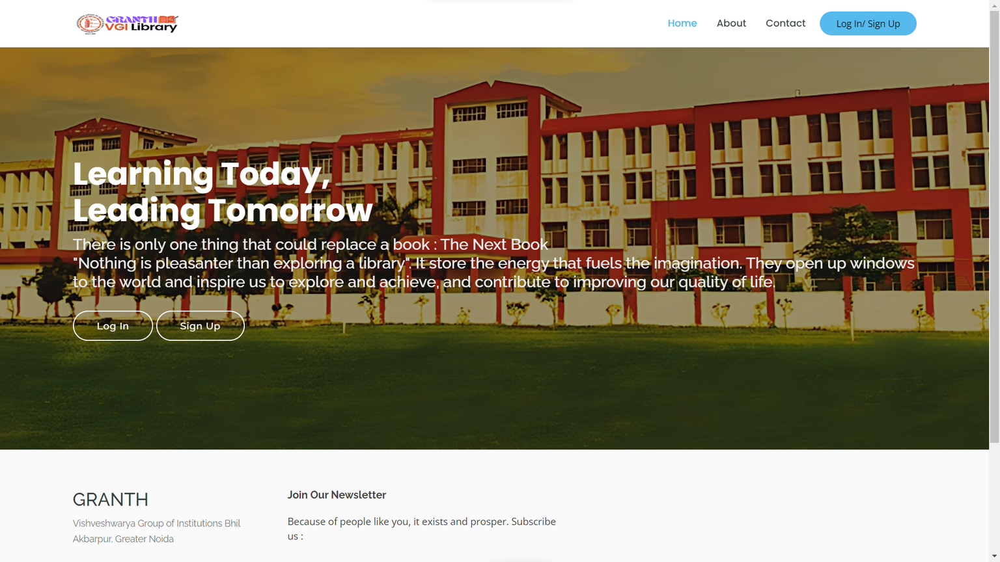 GRANTH
VGI Library
Home
About
Contact
Log In/ Sign Up
Learning Today,
Leading Tomorrow
There is only one thing that could replace a book : The Next Book
"Nothing is pleasanter than exploring a library". It store the energy that fuels the imagination. They open up windows
to the world and inspire us to explore and achieve, and contribute to improving our quality of life.
Log In
Sign Up
GRANTH
Vishveshwarya Group of Institutions Bhil
Akbarpur. Greater Noida
Join Our Newsletter
Because of people like you, it exists and prosper. Subscribe
us :